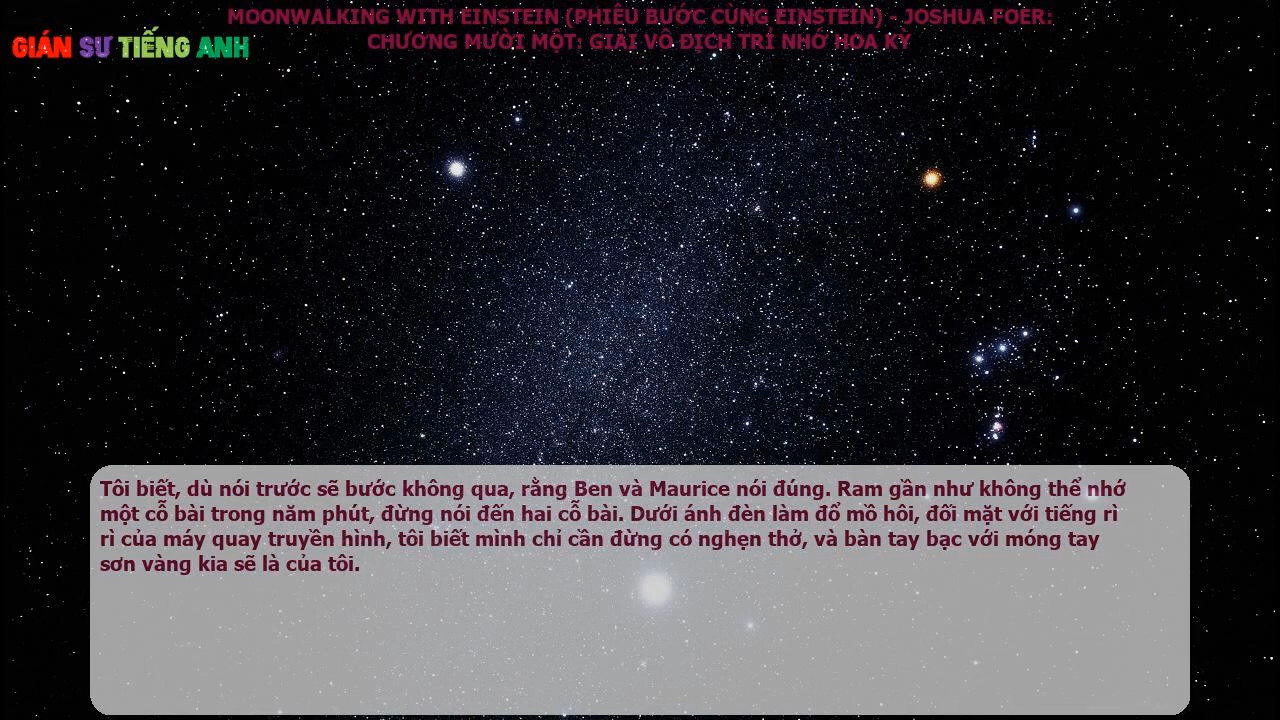 MOONWALKING WITH EINSTEIN (PHIÊU BƯỚC CÙNG EINSTEIN) - JOSHUA FOER:
CHƯƠNG MƯỜI MỘT: GIẢI VÔ ĐỊCH TRÍ NHỚ HOA KỲ
GIÁN SƯ TIẾNG ANH
Tôi biết, dù nói trước sẽ bước không qua, rằng Ben và Maurice nói đúng. Ram gần như không thể nhớ
một cỗ bài trong năm phút, đừng nói đến hai cỗ bài. Dưới ánh đèn làm đổ mồ hôi, đối mặt với tiếng rì
rì của máy quay truyền hình, tôi biết mình chỉ cần đừng có nghẹn thở, và bàn tay bạc với móng tay
sơn vàng kia sẽ là của tôi.